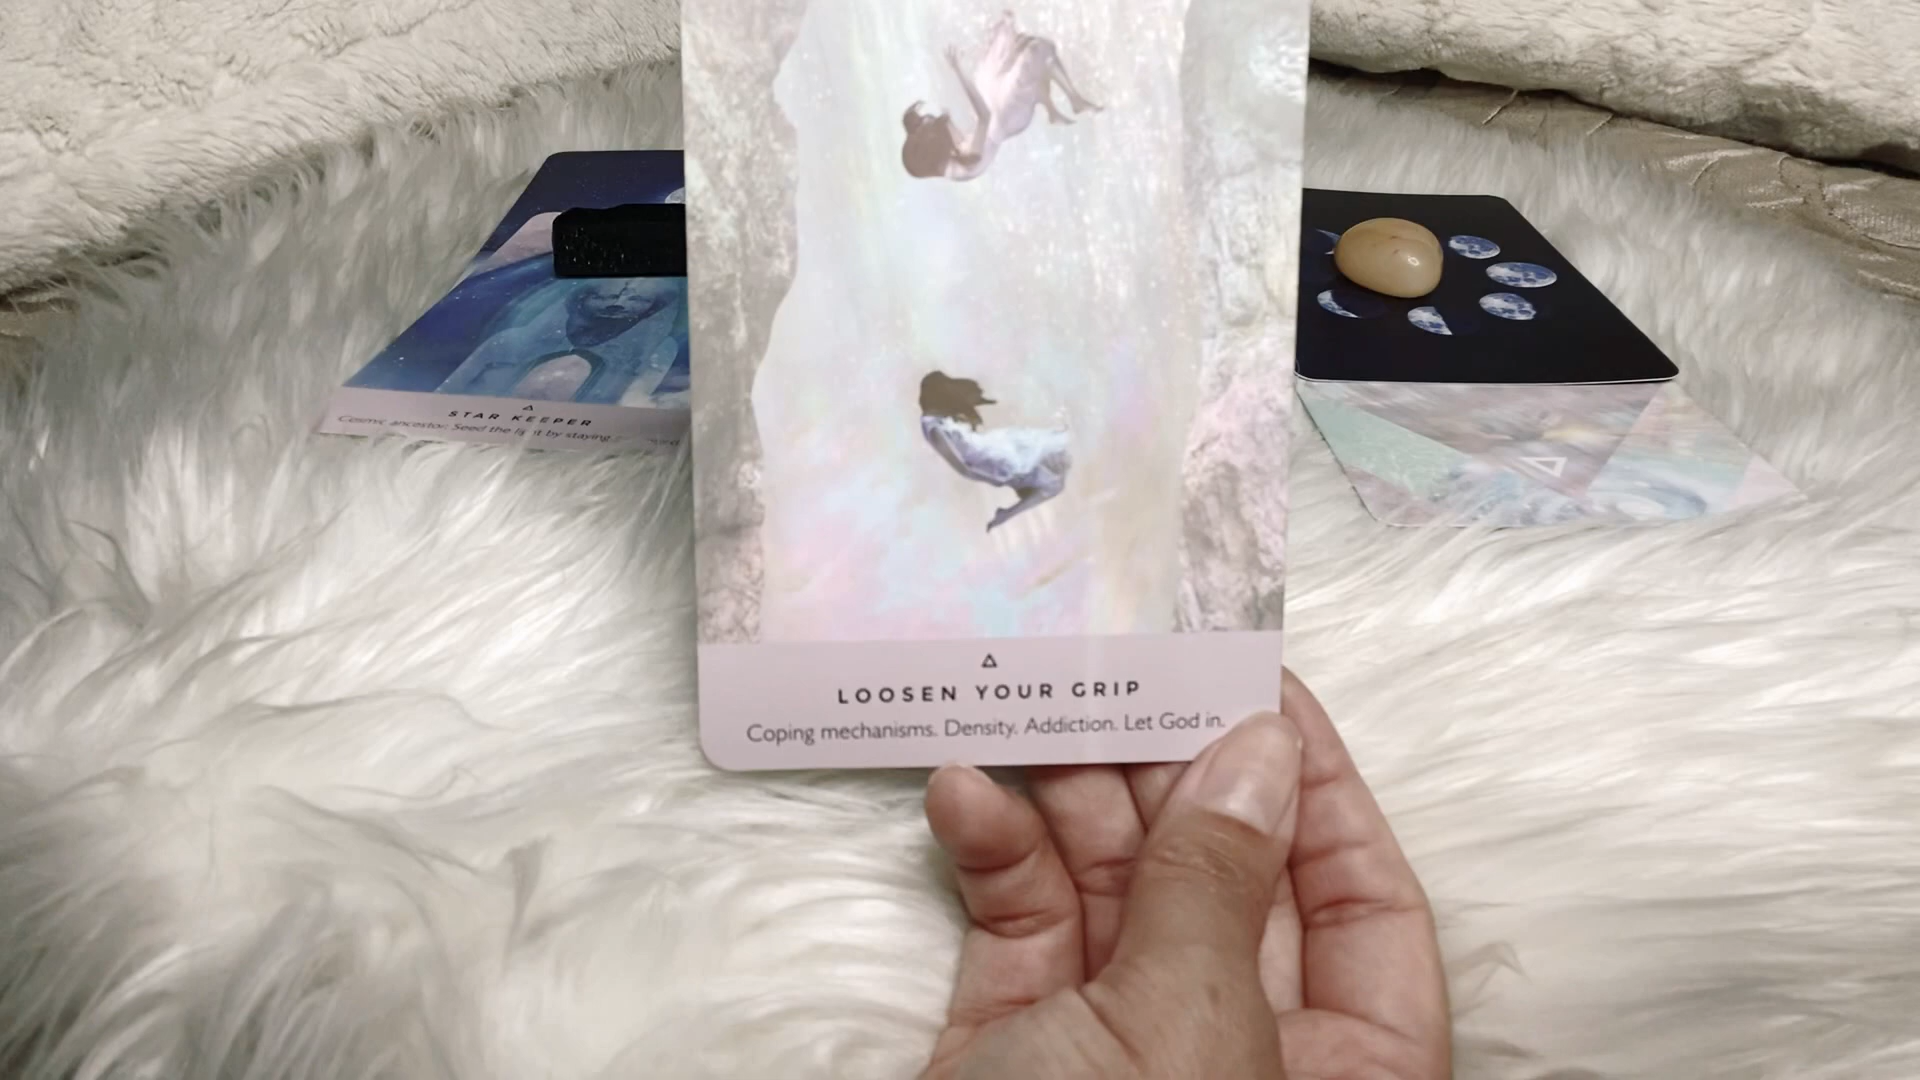 LOOSEN YOUR GRIP
Coping mechanisms. Density. Addiction. Let God in.
STAR KEEPER
Cosmic ancestor. Seed the light by staying